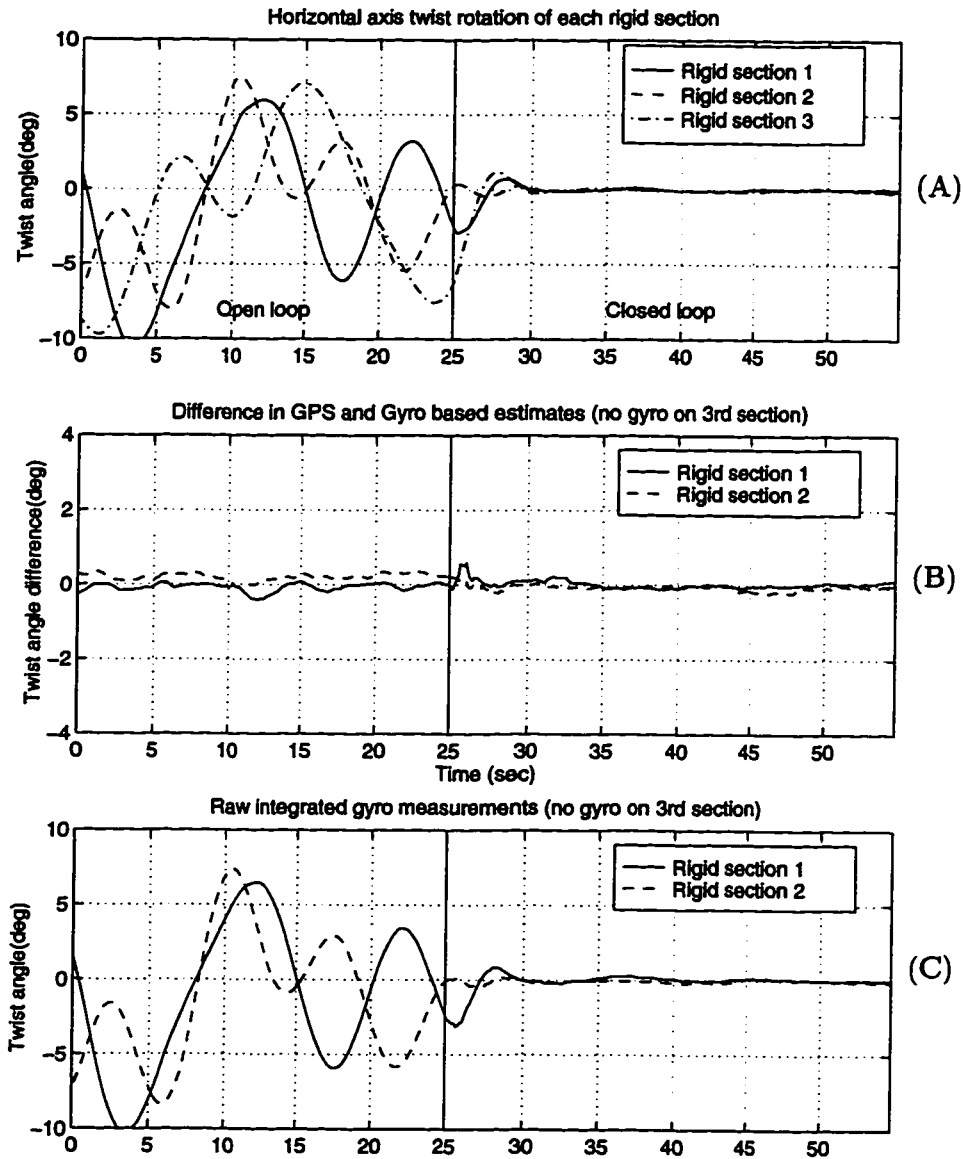 Horizontal axis twist rotation of each rigid section
10
5
0
−5
−10
Twist angle(deg)
Rigid section 1
Rigid section 2
Rigid section 3
(A)
Open loop
Closed loop
0 5 10 15 20 25 30 35 40 45 50
Difference in GPS and Gyro based estimates (no gyro on 3rd section)
4
2
0
−2
−4
Twist angle difference(deg)
Rigid section 1
Rigid section 2
(B)
0 5 10 15 20 25 30 35 40 45 50
Time (sec)
Raw integrated gyro measurements (no gyro on 3rd section)
10
5
0
−5
−10
Twist angle(deg)
Rigid section 1
Rigid section 2
(C)
0 5 10 15 20 25 30 35 40 45 50